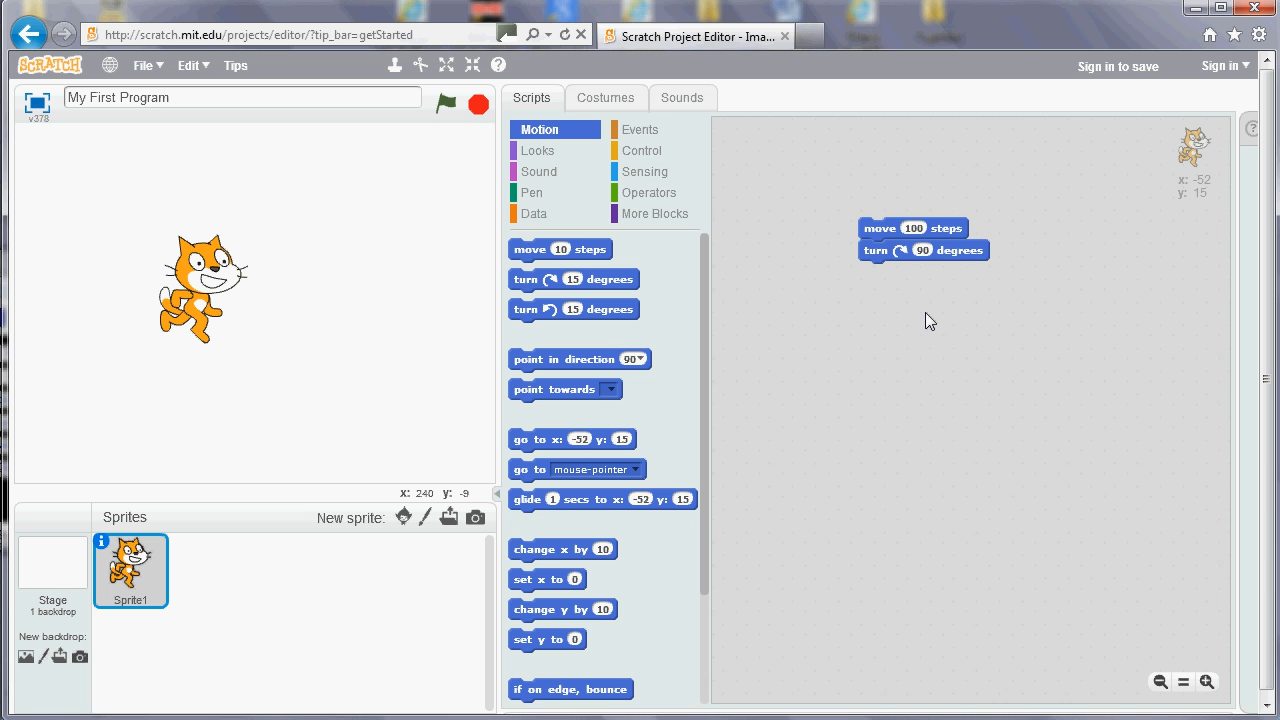 http://scratch.mit.edu/projects/editor/?tip_bar=getStarted
Scratch Project Editor - Ima...
SCRATCH
File
Edit
Tips
Sign in to save
Sign in
My First Program
v378
Scripts
Costumes
Sounds
Motion
Events
Looks
Control
Sound
Sensing
Pen
Operators
Data
More Blocks
x: -52
y: 15
move 100 steps
turn 90 degrees
move 10 steps
turn 15 degrees
turn 15 degrees
point in direction 90
point towards
go to x: -52 y: 15
go to mouse-pointer
glide 1 secs to x: -52 y: 15
change x by 10
set x to 0
change y by 10
set y to 0
if on edge, bounce
x: 240 y: -9
Sprites
New sprite:
Sprite1
Stage
1 backdrop
New backdrop: